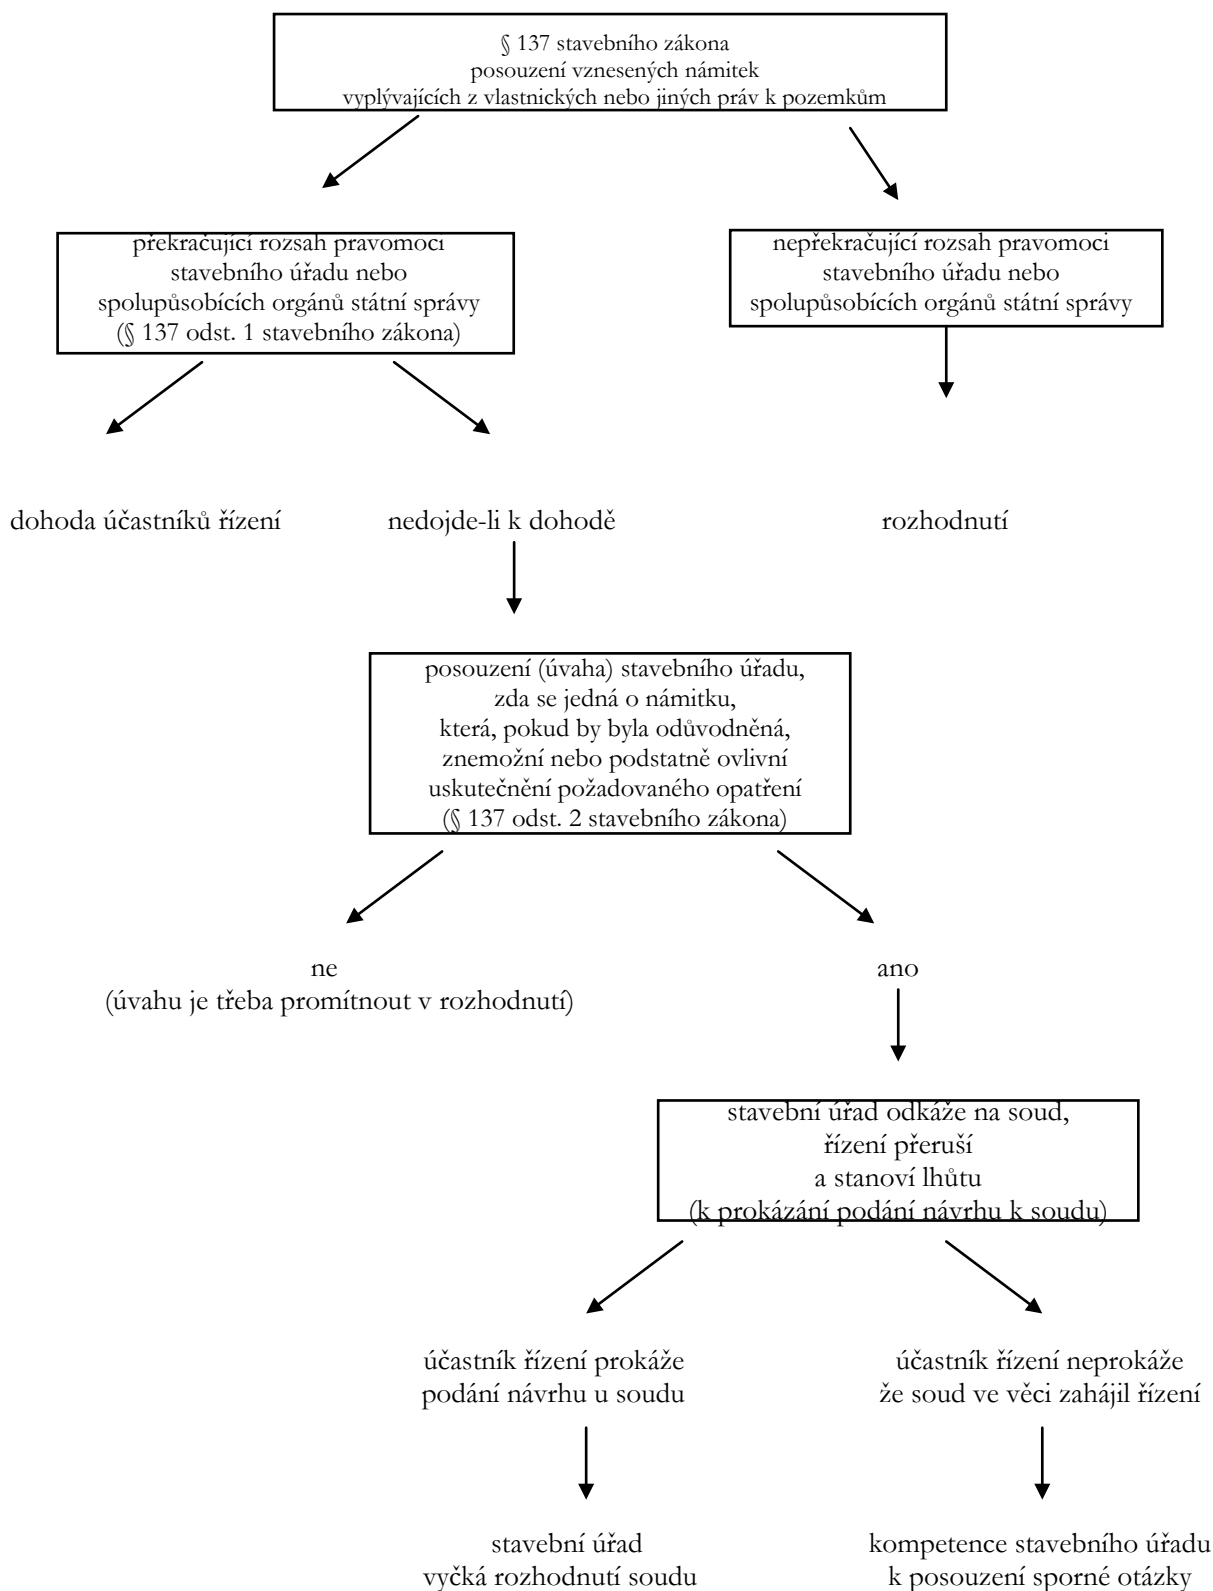 § 137 stavebního zákona
posouzení vznesených námitek
vyplývajících z vlastnických nebo jiných práv k pozemkům
překračující rozsah pravomoci
stavebního úřadu nebo
spolupůsobících orgánů státní správy
(§ 137 odst. 1 stavebního zákona)
nepřekračující rozsah pravomoci
stavebního úřadu nebo
spolupůsobících orgánů státní správy
dohoda účastníků řízení
nedojde-li k dohodě
rozhodnutí
posouzení (úvaha) stavebního úřadu,
zda se jedná o námitku,
která, pokud by byla odůvodněná,
znemožní nebo podstatně ovlivní
uskutečnění požadovaného opatření
(§ 137 odst. 2 stavebního zákona)
ne
(úvahu je třeba promítnout v rozhodnutí)
ano
stavební úřad odkáže na soud,
řízení přeruší
a stanoví lhůtu
(k prokázání podání návrhu k soudu)
účastník řízení prokáže
podání návrhu u soudu
účastník řízení neprokáže
že soud ve věci zahájil řízení
stavební úřad
vyčká rozhodnutí soudu
kompetence stavebního úřadu
k posouzení sporné otázky